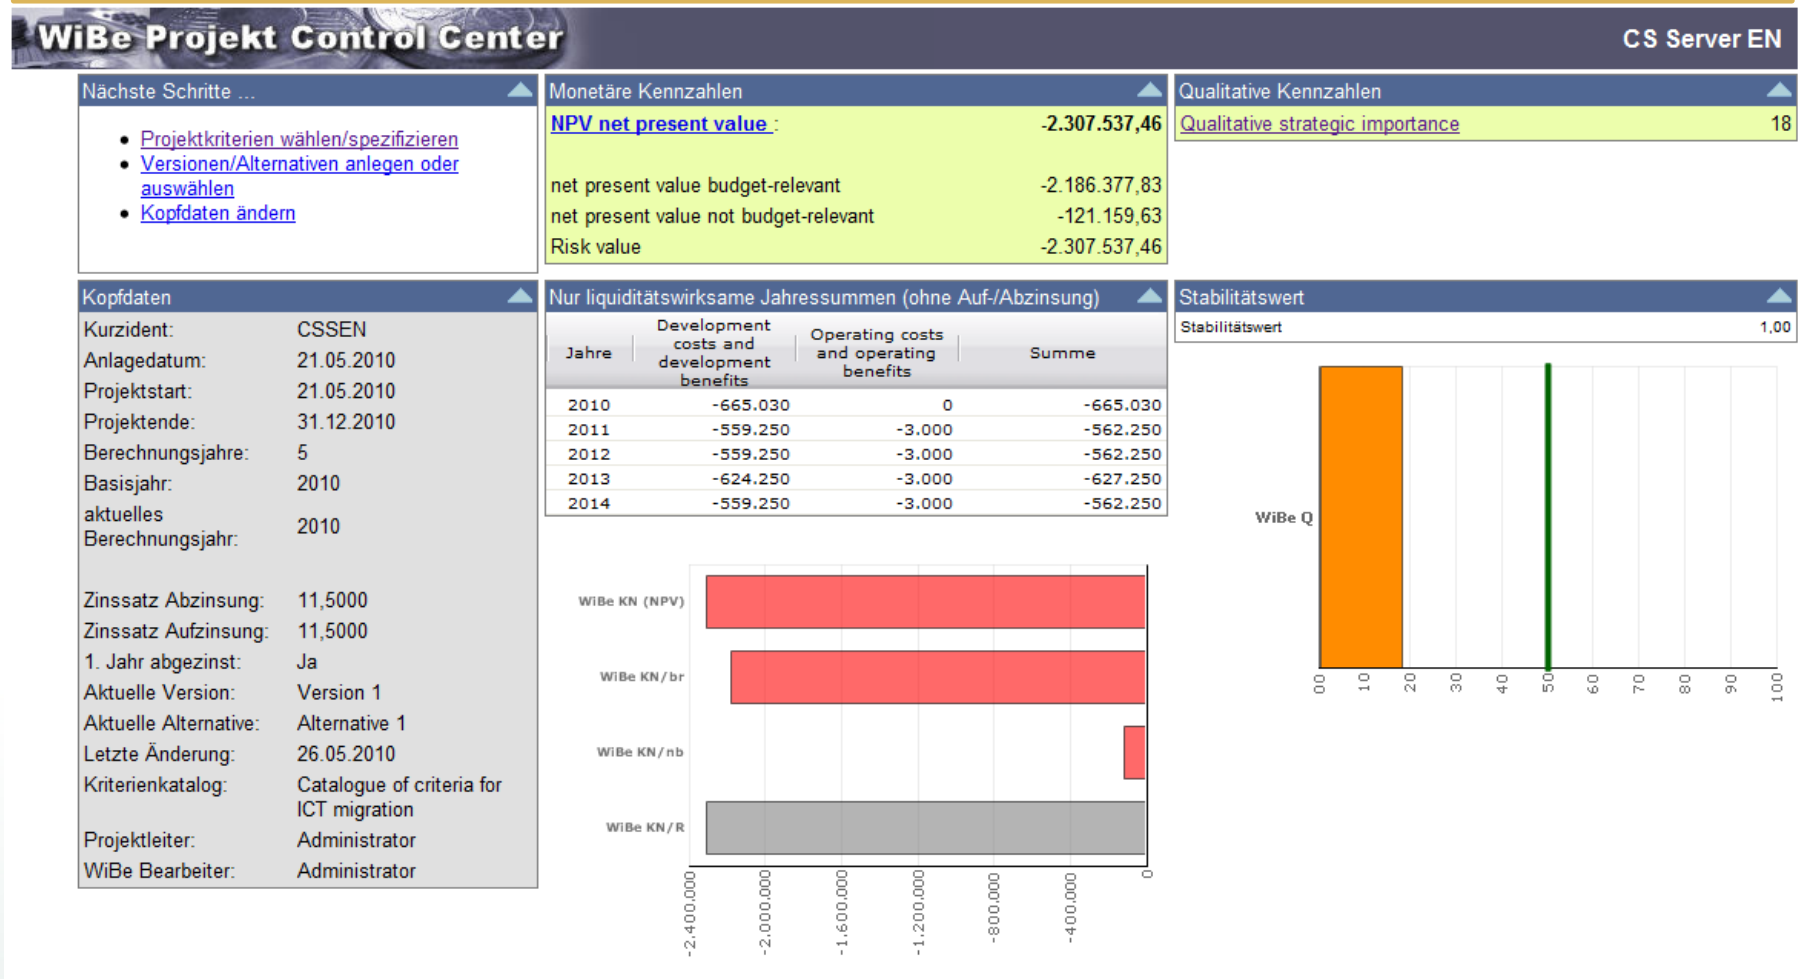 WiBe Projekt Control Center
CS Server EN
Nächste Schritte ...
Projektkriterien wählen/spezifizieren
Versionen/Alternativen anlegen oder
auswählen
Kopfdaten ändern
Monetäre Kennzahlen
NPV net present value : -2.307.537,46
net present value budget-relevant -2.186.377,83
net present value not budget-relevant -121.159,63
Risk value -2.307.537,46
Qualitative Kennzahlen
Qualitative strategic importance 18
Kopfdaten
Kurzident: CSSEN
Anlagedatum: 21.05.2010
Projektstart: 21.05.2010
Projektende: 31.12.2010
Berechnungsjahre: 5
Basisjahr: 2010
aktuelles
Berechnungsjahr: 2010
Zinssatz Abzinsung: 11,5000
Zinssatz Aufzinsung: 11,5000
1. Jahr abgezinst: Ja
Aktuelle Version: Version 1
Aktuelle Alternative: Alternative 1
Letzte Änderung: 26.05.2010
Kriterienkatalog: Catalogue of criteria for
ICT migration
Projektleiter: Administrator
WiBe Bearbeiter: Administrator
Nur liquiditätswirksame Jahressummen (ohne Auf-/Abzinsung)
Jahre
Development
costs and
development
benefits
Operating costs
and operating
benefits
Summe
2010 -665.030 0 -665.030
2011 -559.250 -3.000 -562.250
2012 -559.250 -3.000 -562.250
2013 -624.250 -3.000 -627.250
2014 -559.250 -3.000 -562.250
WiBe KN (NPV)
WiBe KN/br
WiBe KN/nb
WiBe KN/R
-2.400.000 -2.000.000 -1.600.000 -1.200.000 -800.000 -400.000 0
Stabilitätswert
Stabilitätswert 1,00
WiBe Q
00 10 20 30 40 50 60 70 80 90 100